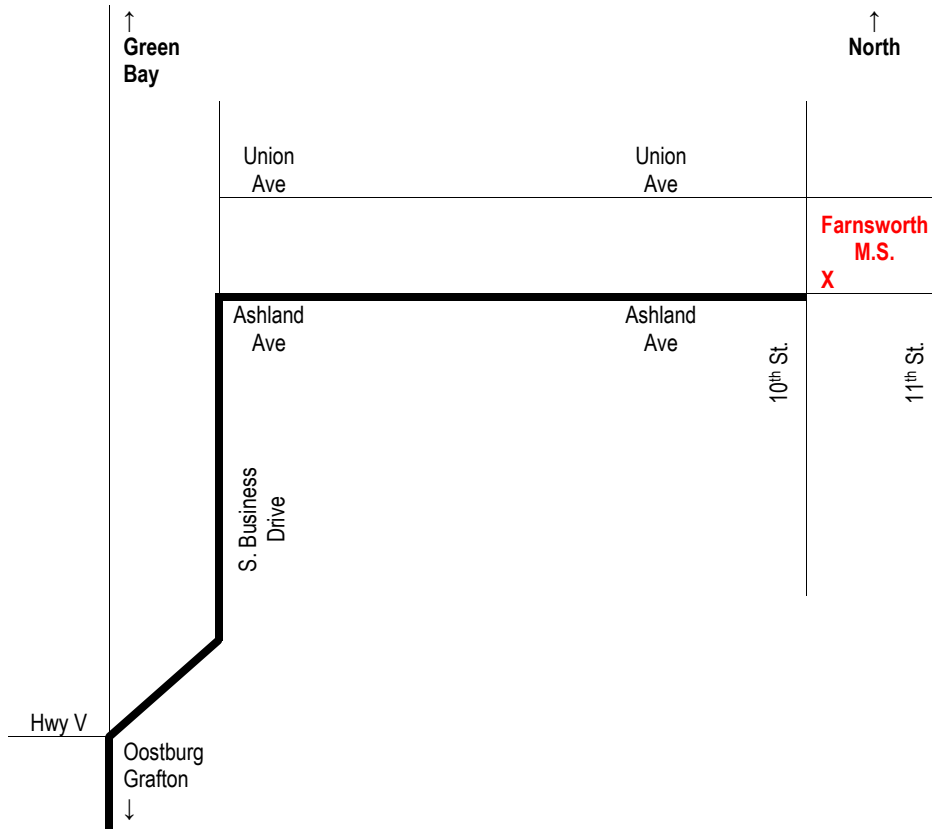 ↑
Green
Bay
↑
North
Union
Ave
Union
Ave
Farnsworth
M.S.
X
Ashland
Ave
Ashland
Ave
10th St.
11th St.
S. Business
Drive
Hwy V
Oostburg
Grafton
↓